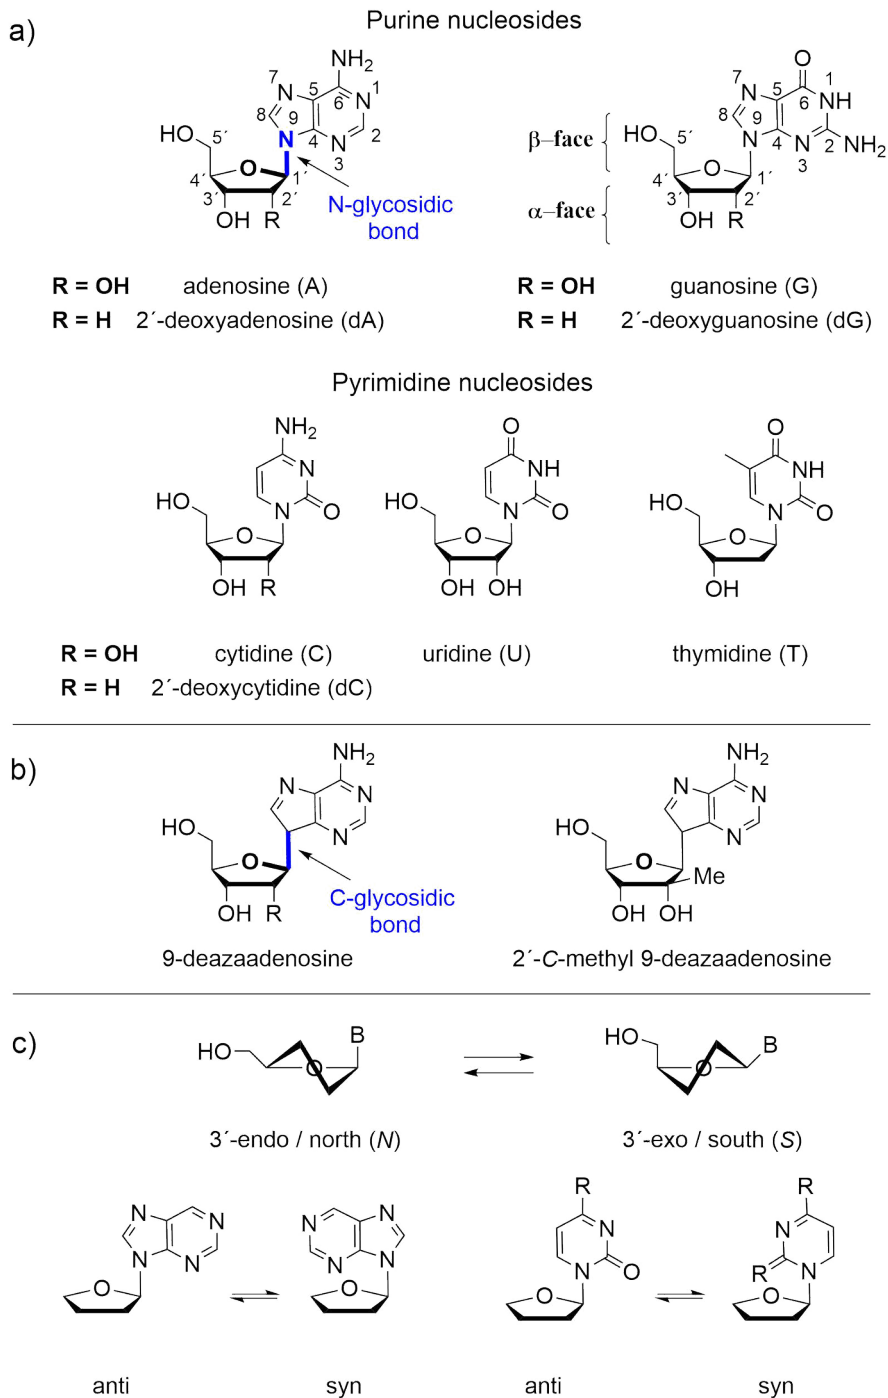 a)
Purine nucleosides
NH2
7
5
6
N
N
1
8
9
N
4
N
2
3
HO
5´
O
4´
1´
3´
2´
OH
R
N-glycosidic
bond
O
7
5
6
1
N
NH
8
9
N
4
N
2
NH2
3
β–face
HO
5´
O
4´
1´
3´
2´
α–face
OH
R
R = OH adenosine (A)
R = H 2´-deoxyadenosine (dA)
R = OH guanosine (G)
R = H 2´-deoxyguanosine (dG)
Pyrimidine nucleosides
NH2
N
HO
N
O
O
OH
R
O
NH
HO
N
O
O
OH OH
O
NH
HO
N
O
O
OH
R = OH cytidine (C)
R = H 2´-deoxycytidine (dC)
uridine (U)
thymidine (T)
b)
NH2
N
N
N
HO
O
OH
R
C-glycosidic
bond
9-deazaadenosine
NH2
N
N
N
HO
O
Me
OH OH
2´-C-methyl 9-deazaadenosine
c)
HO
O
B
3´-endo / north (N)
HO
O
B
3´-exo / south (S)
N
N
N
N
O
anti
N
N
N
N
O
syn
R
N
N
O
O
anti
R
N
R
N
O
syn